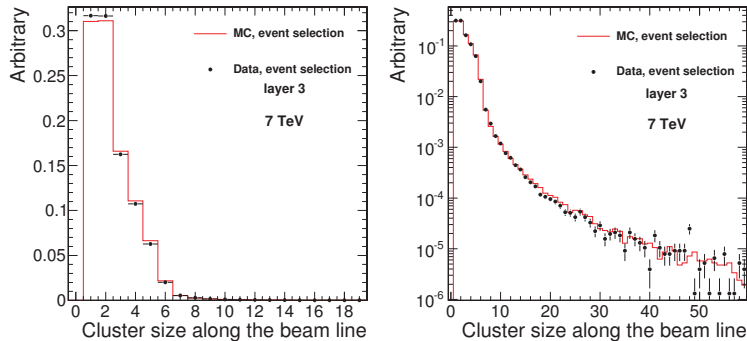 Arbitrary
0.3
0.25
0.2
0.15
0.1
0.05
0
MC, event selection
Data, event selection
layer 3
7 TeV
0 2 4 6 8 10 12 14 16 18
Cluster size along the beam line
Arbitrary
10-1
10-2
10-3
10-4
10-5
10-6
MC, event selection
Data, event selection
layer 3
7 TeV
0 10 20 30 40 50
Cluster size along the beam line